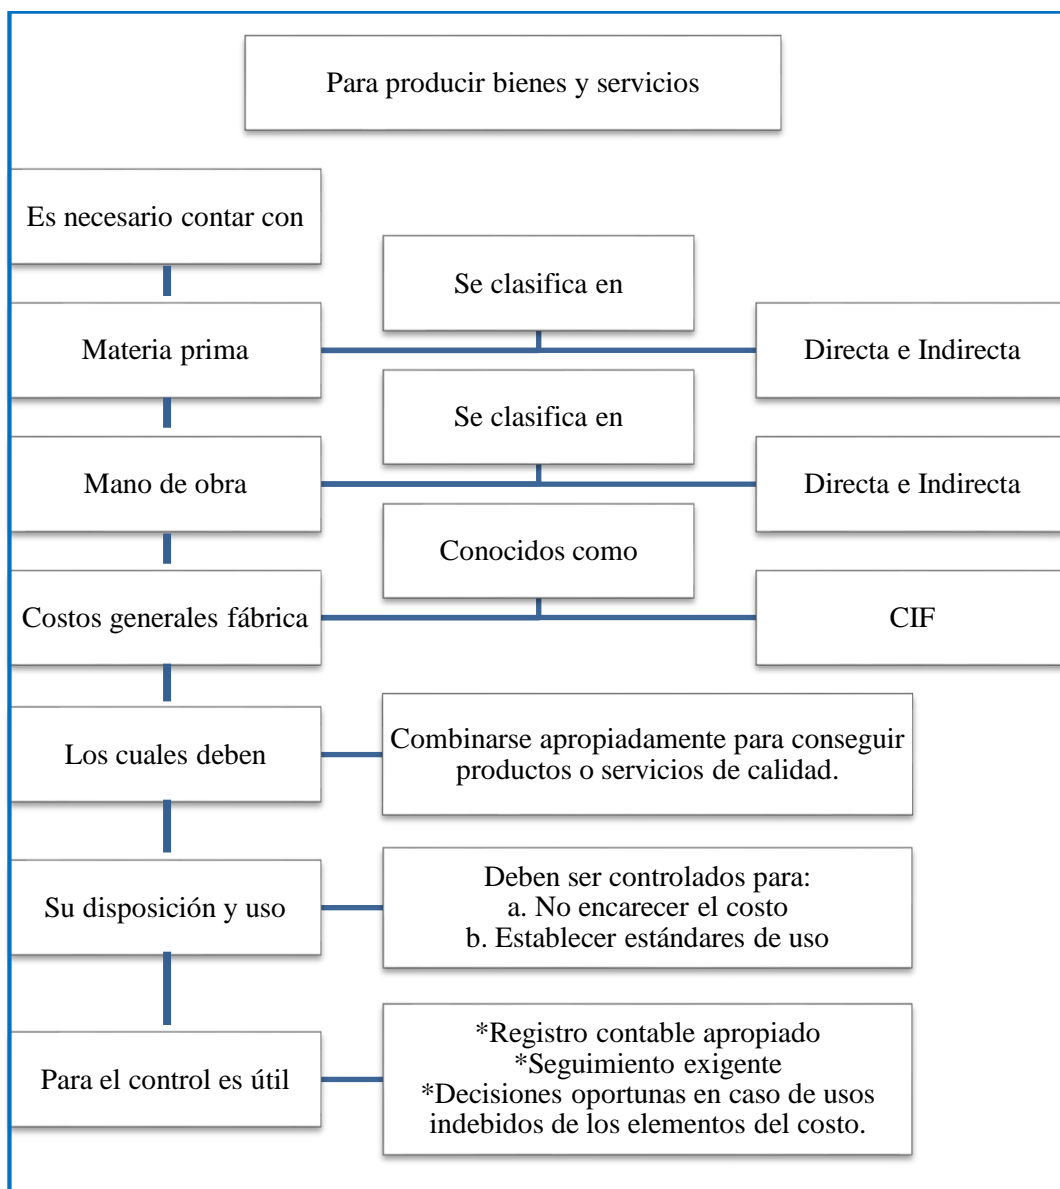 Para producir bienes y servicios
Es necesario contar con
Se clasifica en
Materia prima
Directa e Indirecta
Se clasifica en
Mano de obra
Directa e Indirecta
Conocidos como
Costos generales fábrica
CIF
Los cuales deben
Combinarse apropiadamente para conseguir
productos o servicios de calidad.
Su disposición y uso
Deben ser controlados para:
a. No encarecer el costo
b. Establecer estándares de uso
Para el control es útil
*Registro contable apropiado
*Seguimiento exigente
*Decisiones oportunas en caso de usos
indebidos de los elementos del costo.